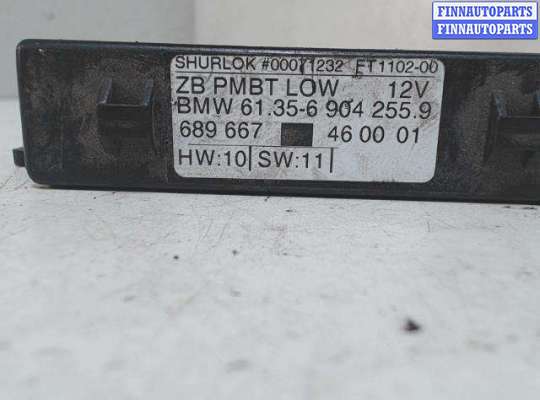 FINNAUTOPARTS
FINNAUTOPARTS
SHURLOK #00071232 FT1102-00
ZB PMBT LOW 12V
BMW 61.35-6 904 255.9
689 667 46 00 01
HW:10 SW:11